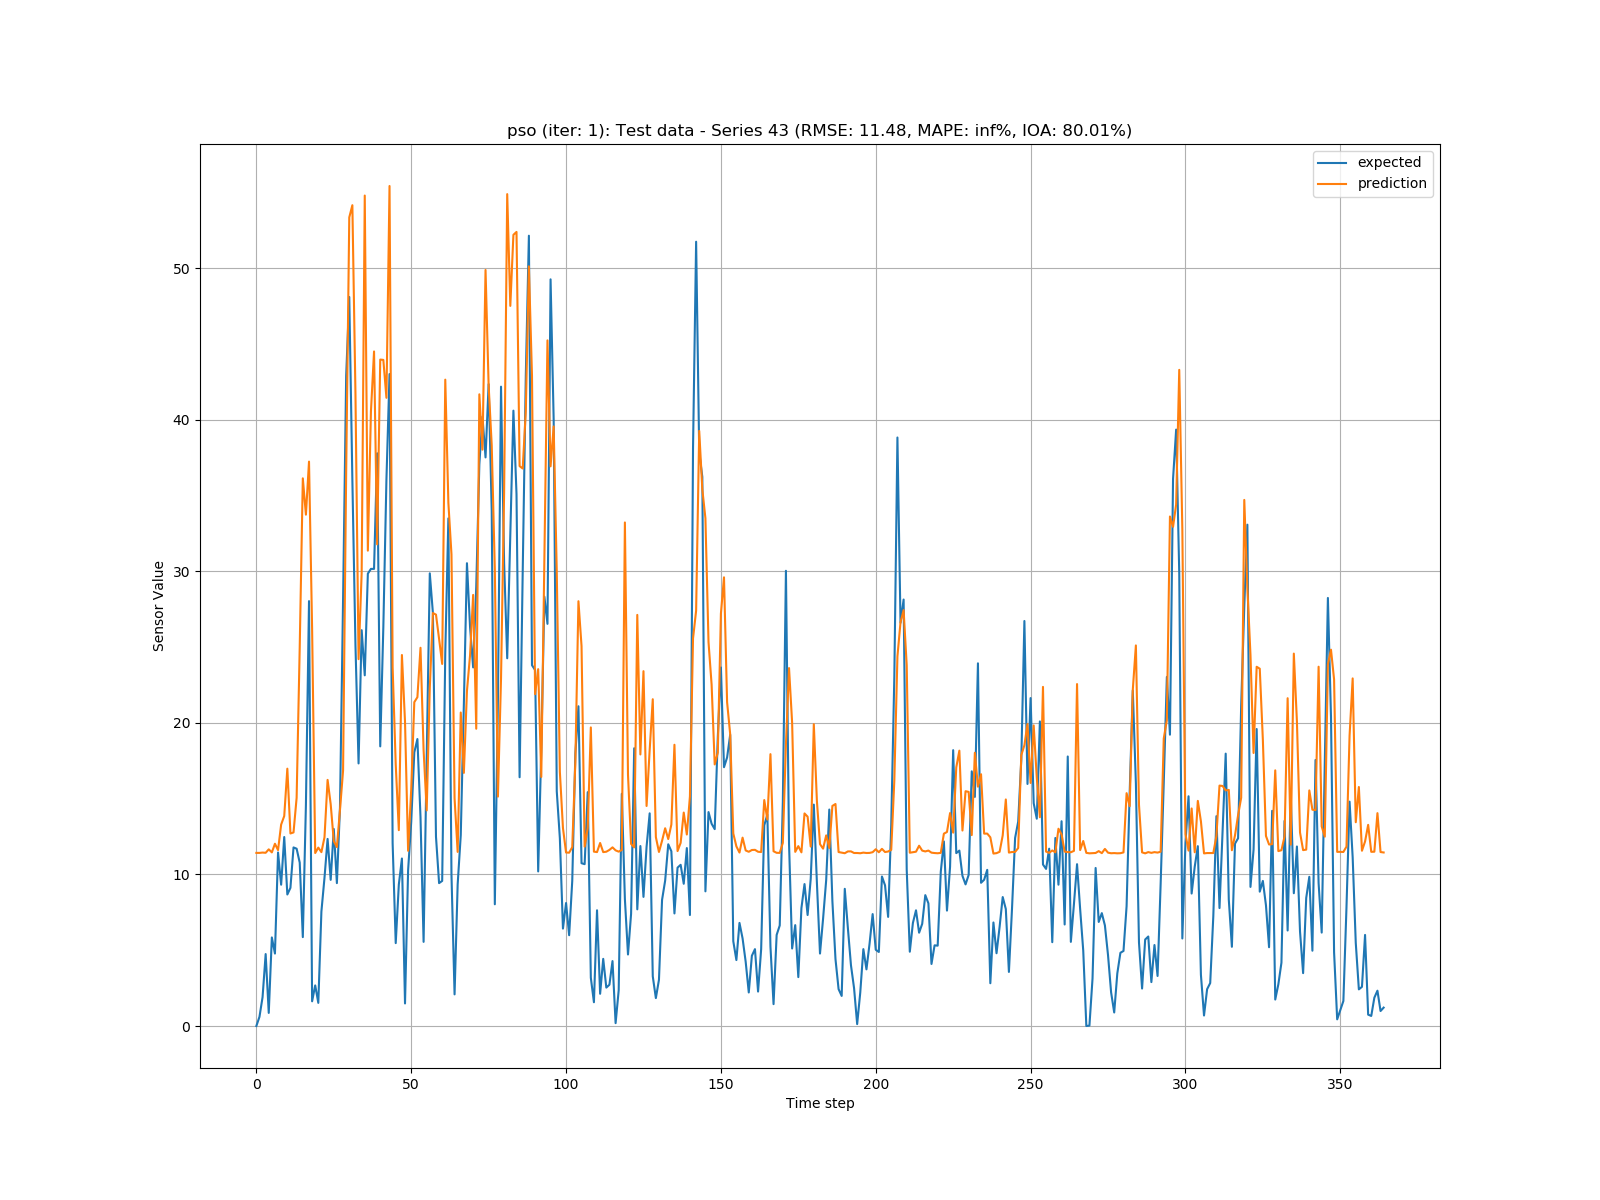 pso (iter: 1): Test data - Series 43 (RMSE: 11.48, MAPE: inf%, IOA: 80.01%)
expected
prediction
50
40
30
20
10
0
Sensor Value
0 50 100 150 200 250 300 350
Time step